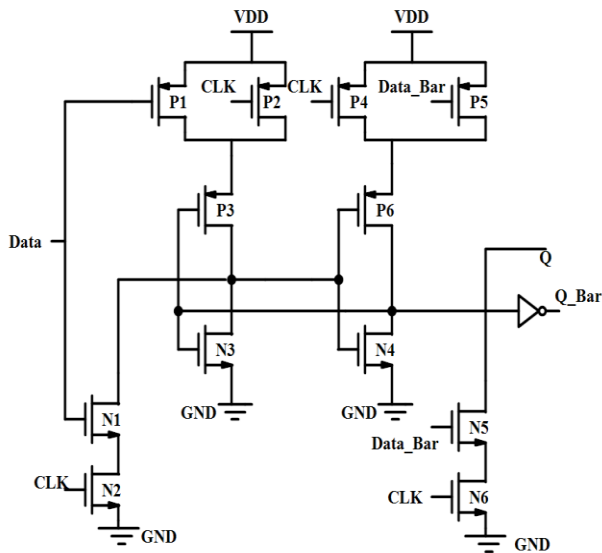 VDD
VDD
P1
CLK
P2
CLK
P4
Data_Bar
P5
P3
P6
Data
Q
Q_Bar
N3
N4
GND
GND
N1
N5
Data_Bar
CLK
N2
CLK
N6
GND
GND